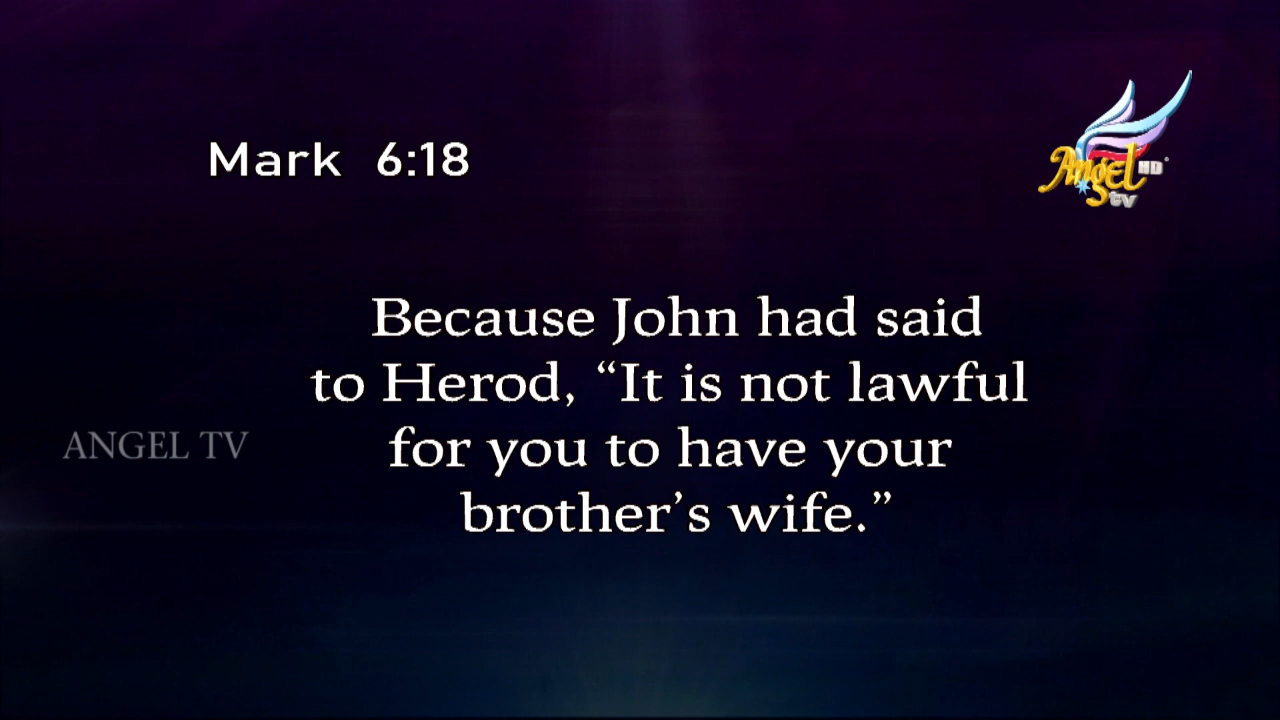 Mark 6:18
Angel HD
tv
Because John had said
to Herod, “It is not lawful
for you to have your
brother’s wife.”
ANGEL TV